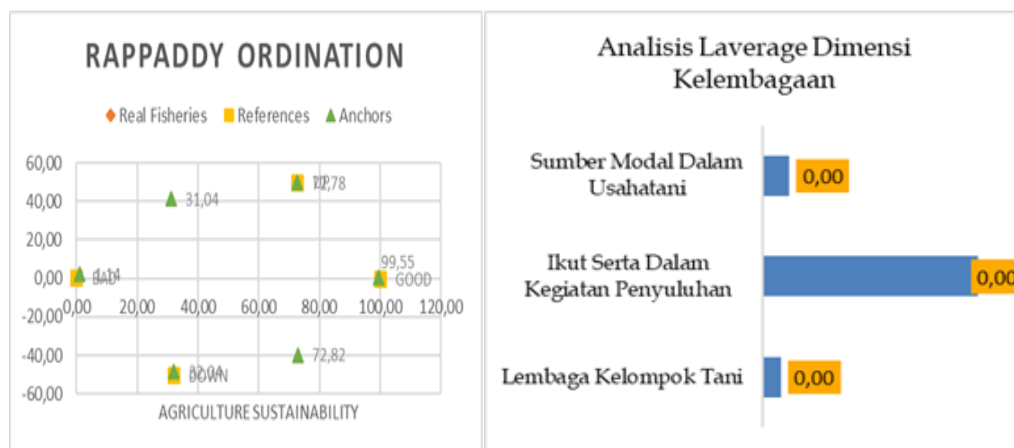 RAPPADDY ORDINATION
Real Fisheries References Anchors
60,00
40,00
20,00
0,00
-20,00
-40,00
-60,00
0,00 20,00 40,00 60,00 80,00 100,00 120,00
72,78
31,04
99,55
GOOD
1,14
BAD
72,82
DOWN
AGRICULTURE SUSTAINABILITY
Analisis Laverage Dimensi
Kelembagaan
Sumber Modal Dalam
Usahatani
0,00
Ikut Serta Dalam
Kegiatan Penyuluhan
0,00
Lembaga Kelompok Tani
0,00